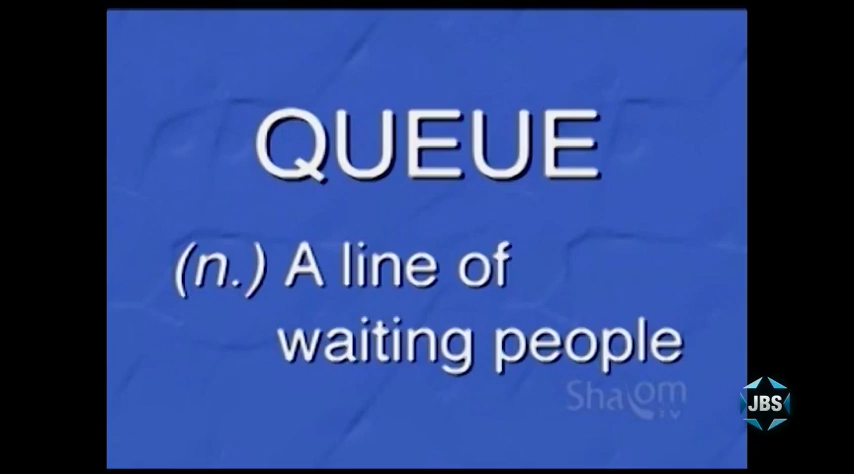 QUEUE
(n.) A line of
waiting people
Shalom
TV
JBS